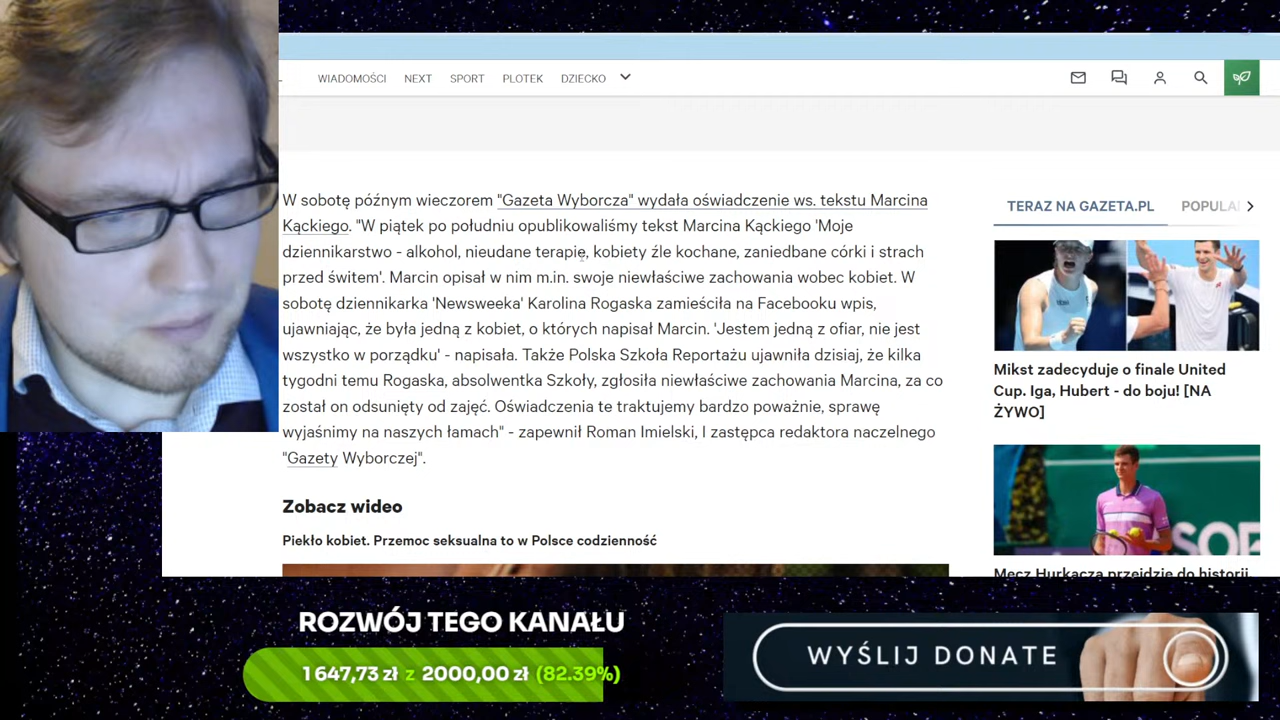 WIADOMOŚCI NEXT SPORT PLOTEK DZIECKO
W sobotę późnym wieczorem "Gazeta Wyborcza" wydała oświadczenie ws. tekstu Marcina
Kąckiego. "W piątek po południu opublikowaliśmy tekst Marcina Kąckiego 'Moje
dziennikarstwo - alkohol, nieudane terapie, kobiety źle kochane, zaniedbane córki i strach
przed świtem'. Marcin opisał w nim m.in. swoje niewłaściwe zachowania wobec kobiet. W
sobotę dziennikarka 'Newsweeka' Karolina Rogaska zamieściła na Facebooku wpis,
ujawniając, że była jedną z kobiet, o których napisał Marcin. 'Jestem jedną z ofiar, nie jest
wszystko w porządku' - napisała. Także Polska Szkoła Reportażu ujawniła dzisiaj, że kilka
tygodni temu Rogaska, absolwentka Szkoły, zgłosiła niewłaściwe zachowania Marcina, za co
został on odsunięty od zajęć. Oświadczenia te traktujemy bardzo poważnie, sprawę
wyjaśnimy na naszych łamach" - zapewnił Roman Imielski, I zastępca redaktora naczelnego
"Gazety Wyborczej".
Zobacz wideo
Piekło kobiet. Przemoc seksualna to w Polsce codzienność
TERAZ NA GAZETA.PL
Mikst zadecyduje o finale United
Cup. Iga, Hubert - do boju! [NA
ŻYWO]
Mecz Hurkacza przejdzie do historii.
ROZWÓJ TEGO KANAŁU
1 647,73 zł z 2000,00 zł (82.39%)
WYŚLIJ DONATE